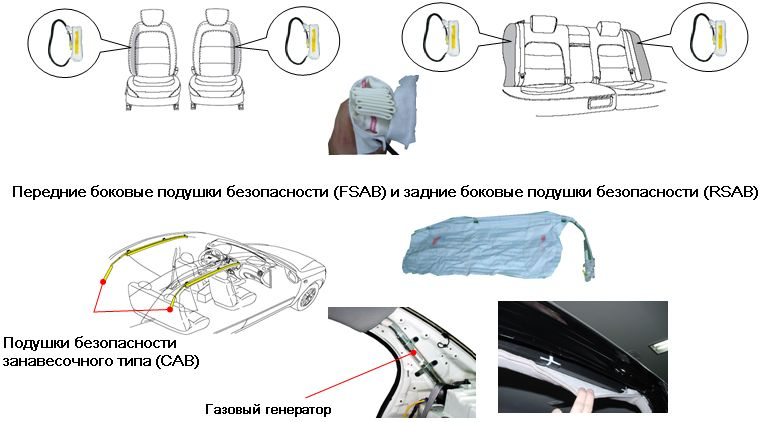 Передние боковые подушки безопасности (FSAB) и задние боковые подушки безопасности (RSAB)
Подушки безопасности
занавесочного типа (CAB)
Газовый генератор